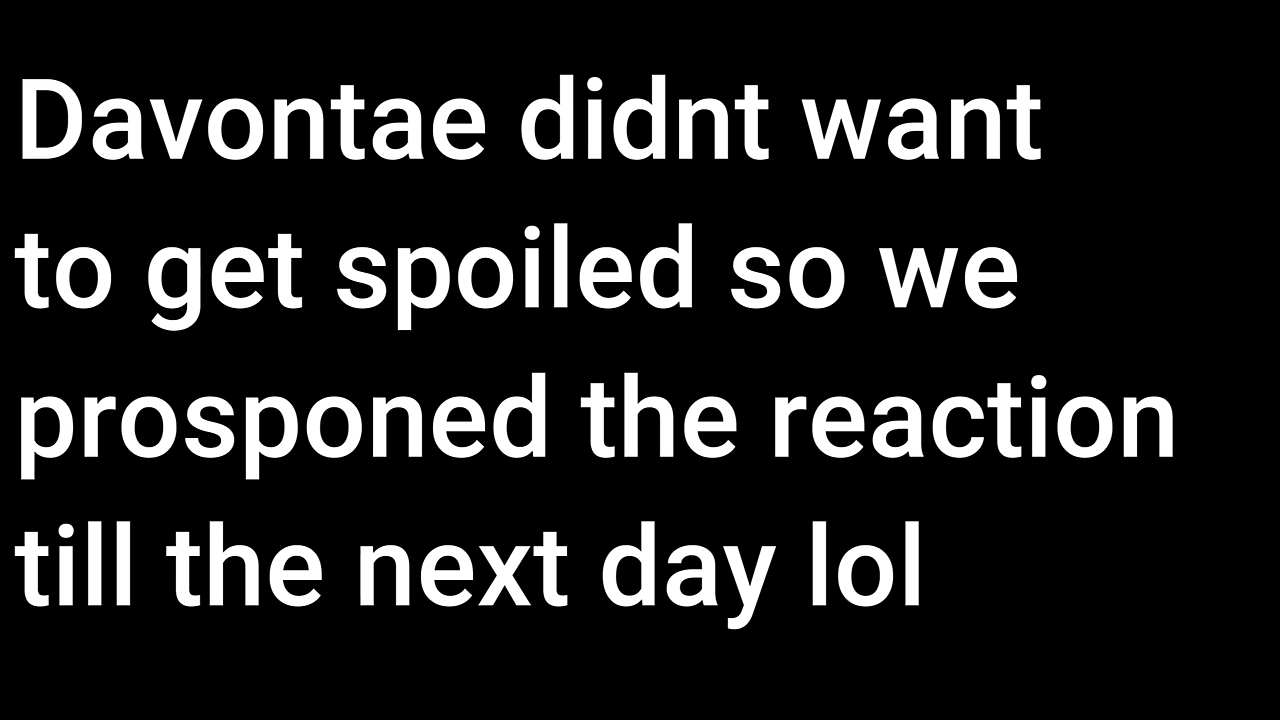 Davontae didnt want
to get spoiled so we
prosponed the reaction
till the next day lol